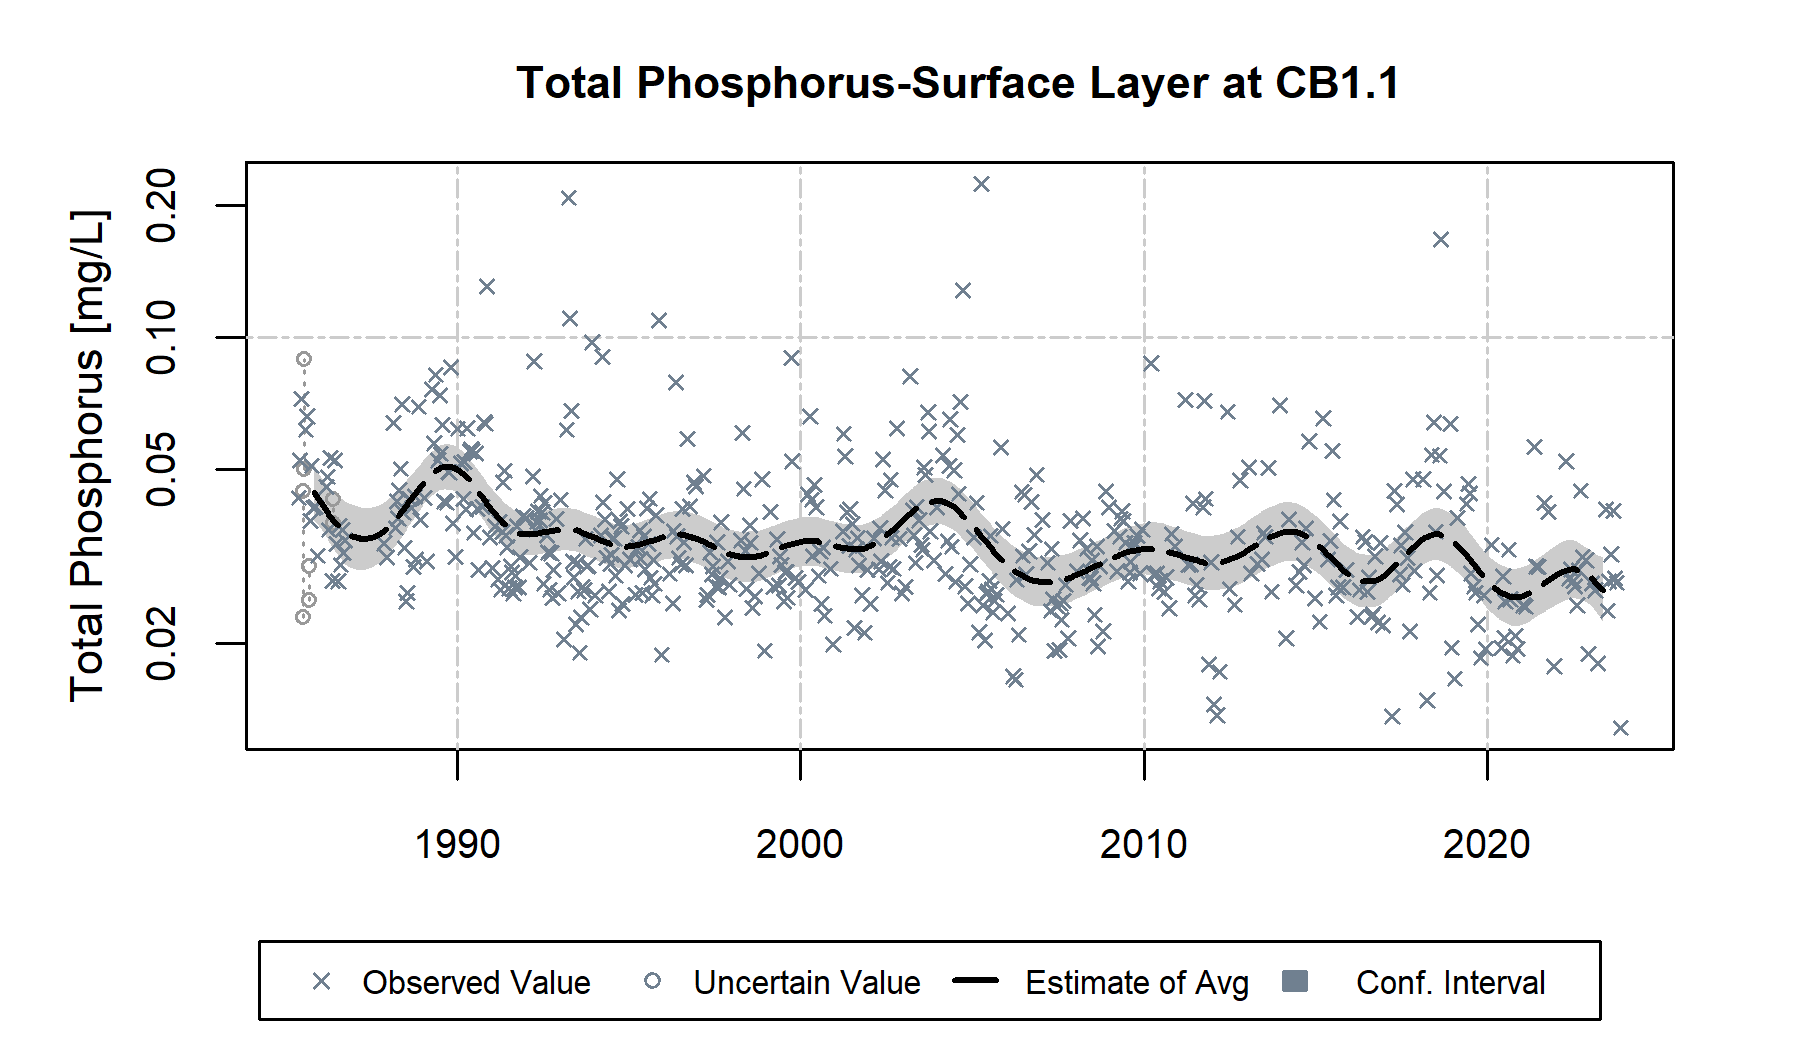 Total Phosphorus-Surface Layer at CB1.1
Total Phosphorus [mg/L]
0.20
0.10
0.05
0.02
1990 2000 2010 2020
Observed Value Uncertain Value Estimate of Avg Conf. Interval